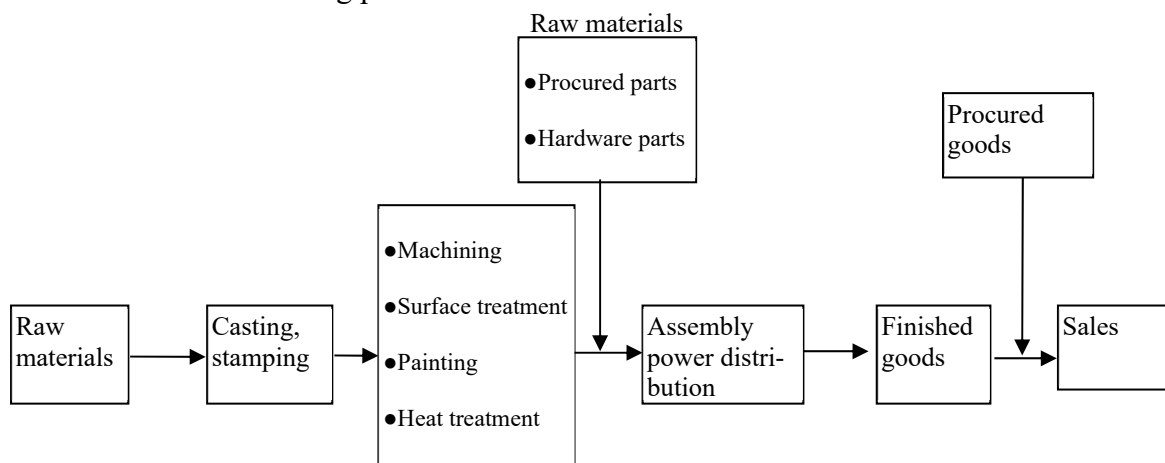 Raw materials
●Procured parts
●Hardware parts
Procured
goods
●Machining
●Surface treatment
●Painting
●Heat treatment
Raw
materials
Casting,
stamping
Assembly
power distri-
bution
Finished
goods
Sales